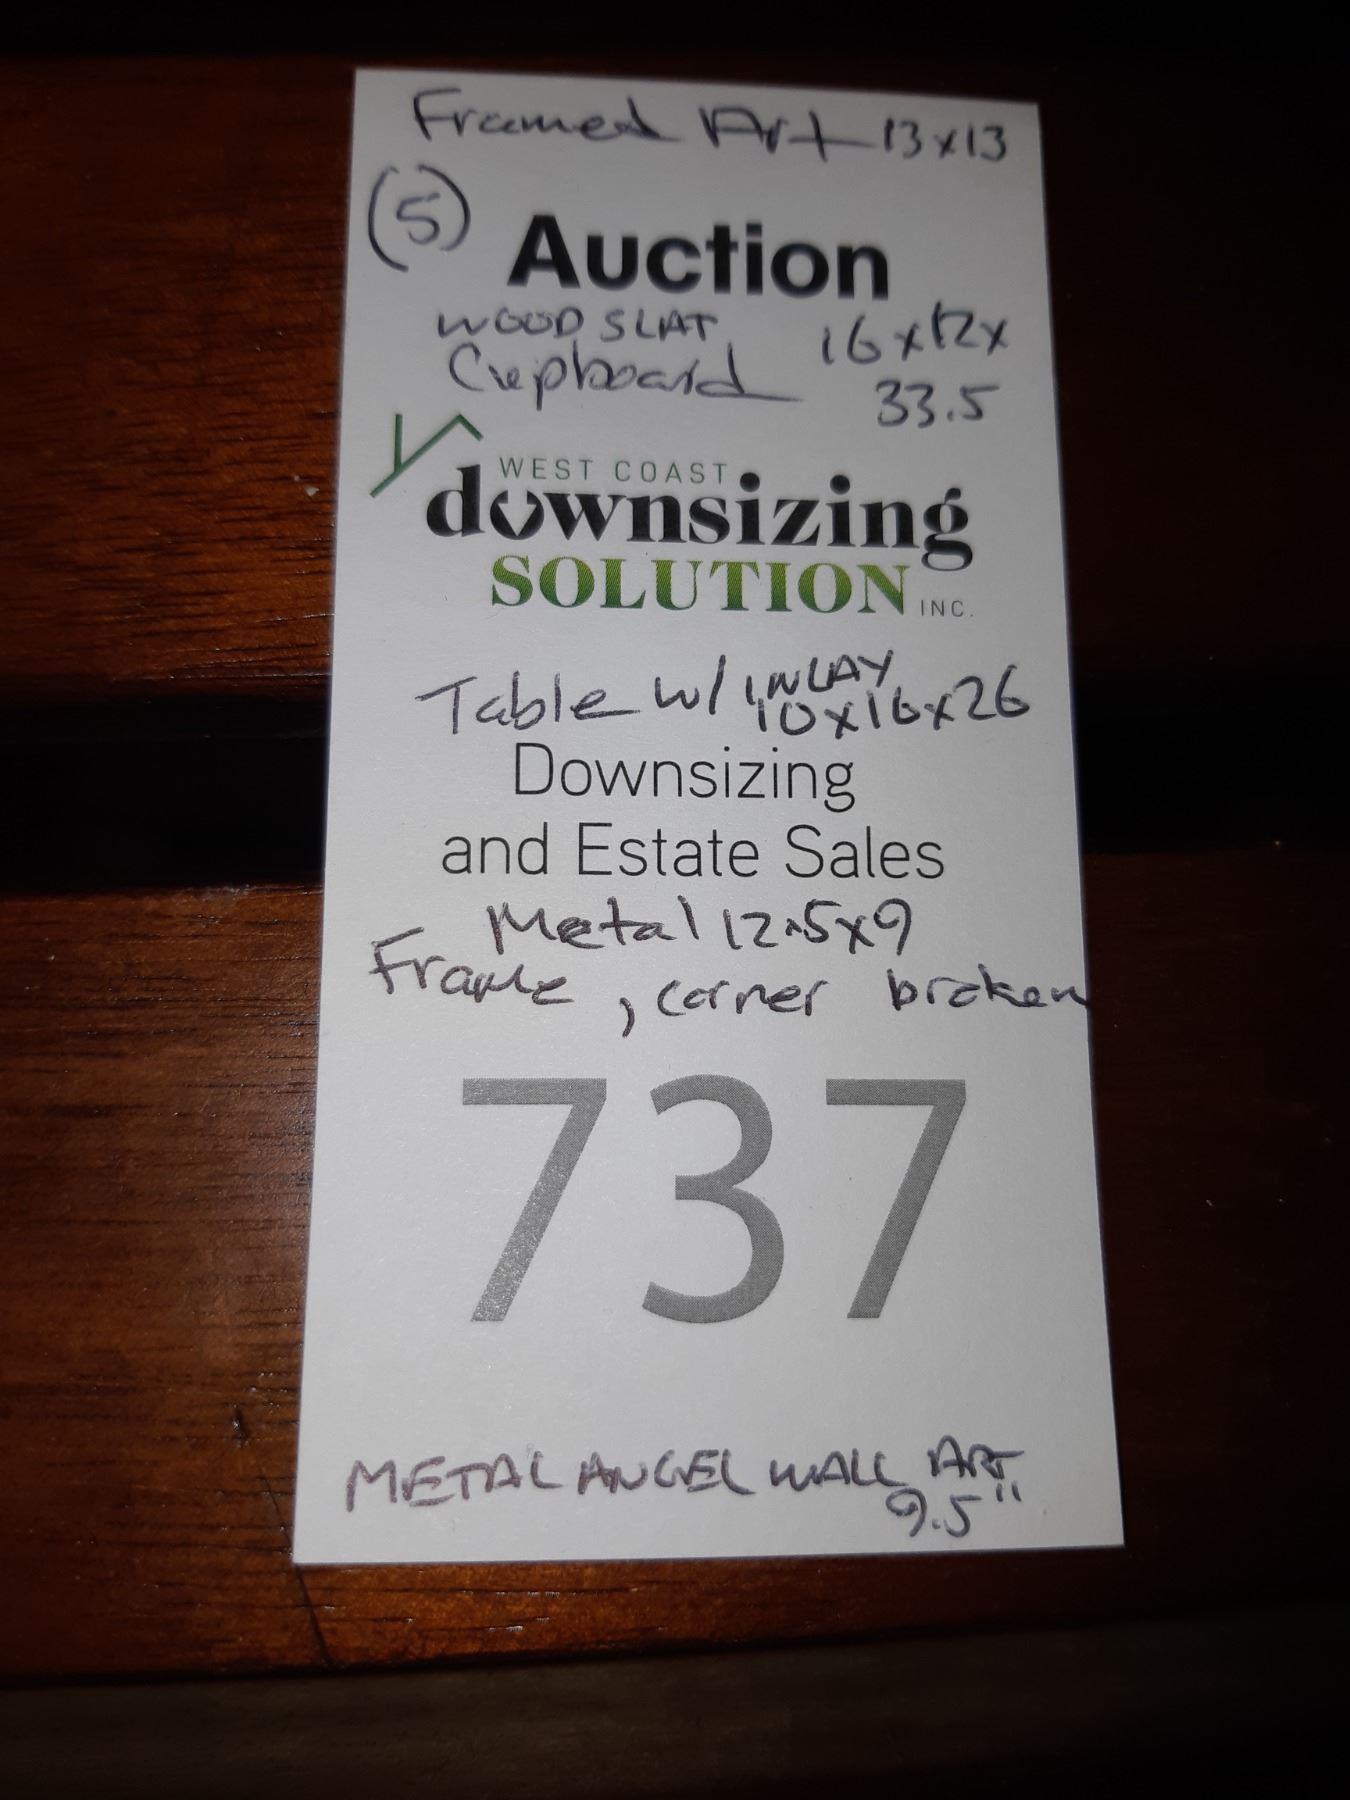 Framed Art 13x13
(5)
Auction
WOOD SLAT 16x12x
Cupboard 33.5
WEST COAST
downsizing
SOLUTION INC.
Table w/ INLAY
10x16x26
Downsizing
and Estate Sales
Metal 12.5x9
Frame, corner broken
737
METAL ANGEL WALL ART
9.5"